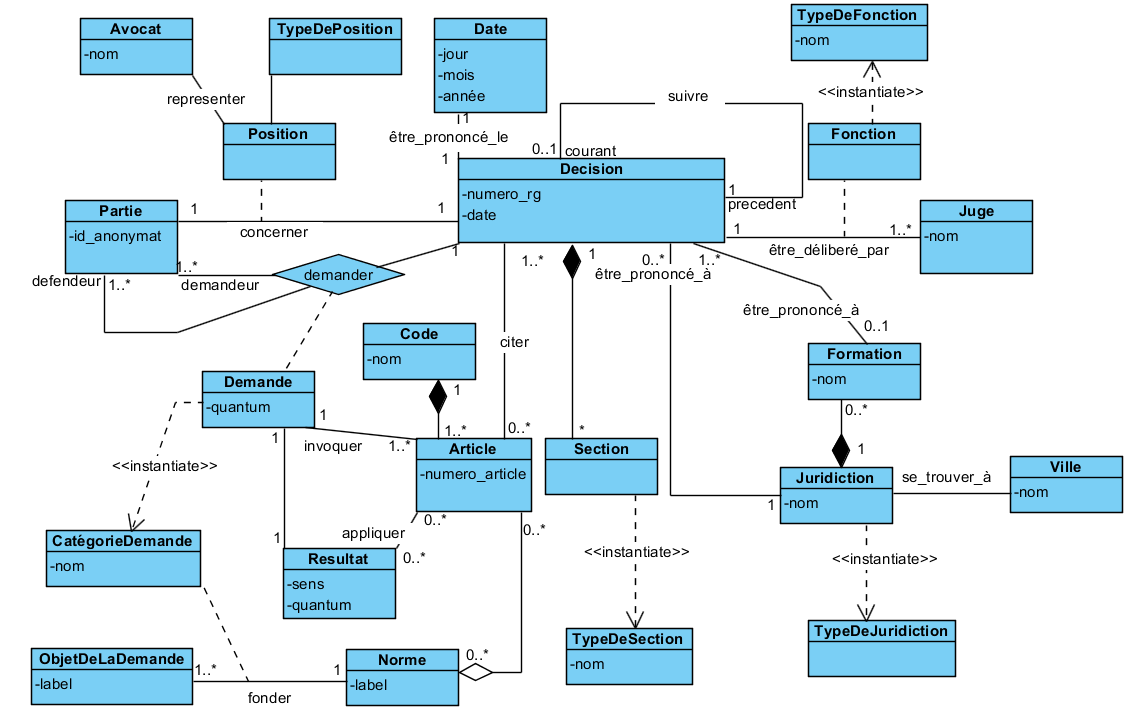 Avocat
-nom
TypeDePosition
Date
-jour
-mois
-année
TypeDeFonction
-nom
representer
Position
être_prononcé_le
1
1
suivre
0..1
courant
<<instantiate>>
Fonction
Decision
-numero_rg
-date
1
precedent
Partie
-id_anonymat
1
1
concerner
Juge
-nom
1
1..*
être_déliberé_par
defendeur
1..*
1..*
demandeur
demander
1
1..*
1
0..*
être_prononcé_à
1..*
être_prononcé_à
0..1
Code
-nom
1
citer
Formation
-nom
0..*
1
Demande
-quantum
1
1
invoquer
1..*
1..*
0..*
*
Article
-numero_article
Section
Juridiction
-nom
1
se_trouver_à
Ville
-nom
<<instantiate>>
CatégorieDemande
-nom
1
appliquer
0..*
0..*
0..*
Resultat
-sens
-quantum
<<instantiate>>
<<instantiate>>
TypeDeSection
-nom
TypeDeJuridiction
ObjetDeLaDemande
-label
1..*
fonder
1
Norme
-label
0..*